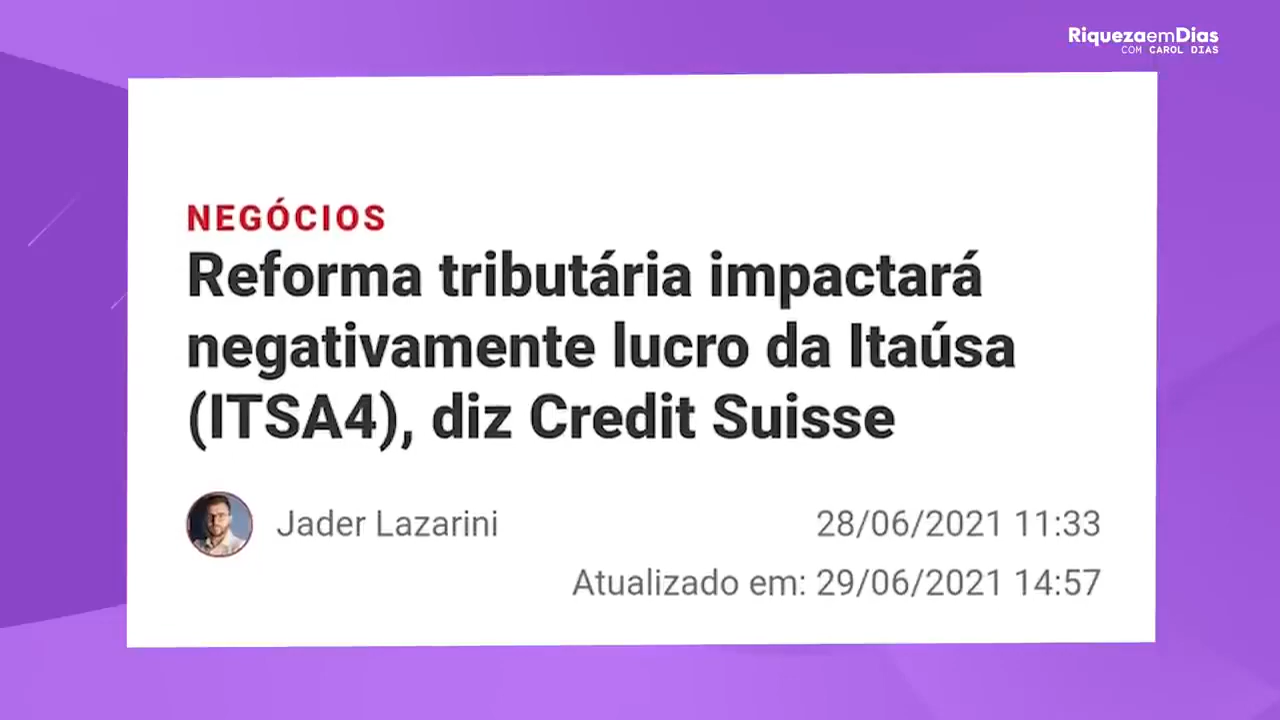 RiquezaemDias
COM CAROL DIAS
NEGÓCIOS
Reforma tributária impactará
negativamente lucro da Itaúsa
(ITSA4), diz Credit Suisse
Jader Lazarini
28/06/2021 11:33
Atualizado em: 29/06/2021 14:57